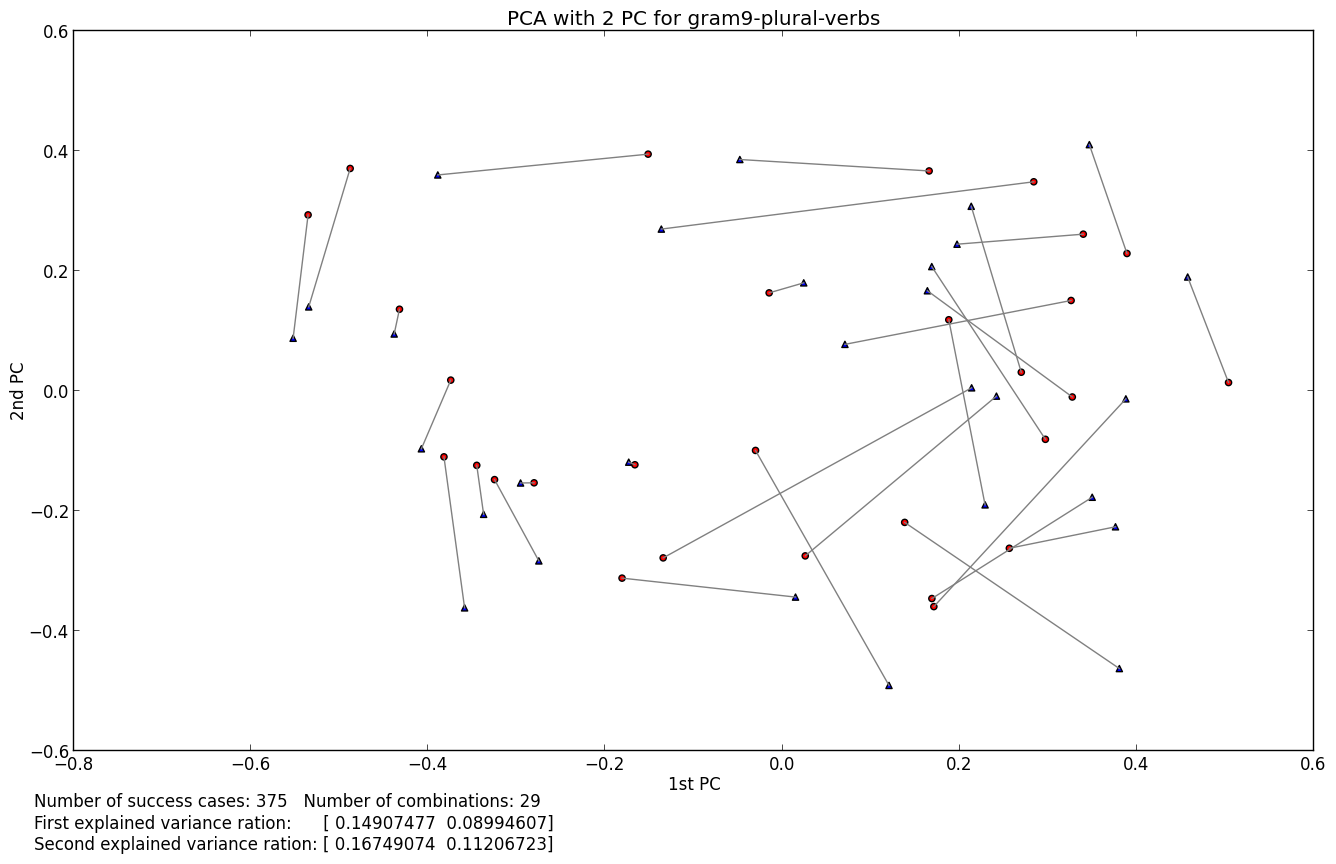 PCA with 2 PC for gram9-plural-verbs
0.6
0.4
0.2
0.0
−0.2
−0.4
−0.6
2nd PC
−0.8 −0.6 −0.4 −0.2 0.0 0.2 0.4 0.6
1st PC
Number of success cases: 375 Number of combinations: 29
First explained variance ration: [ 0.14907477 0.08994607]
Second explained variance ration: [ 0.16749074 0.11206723]